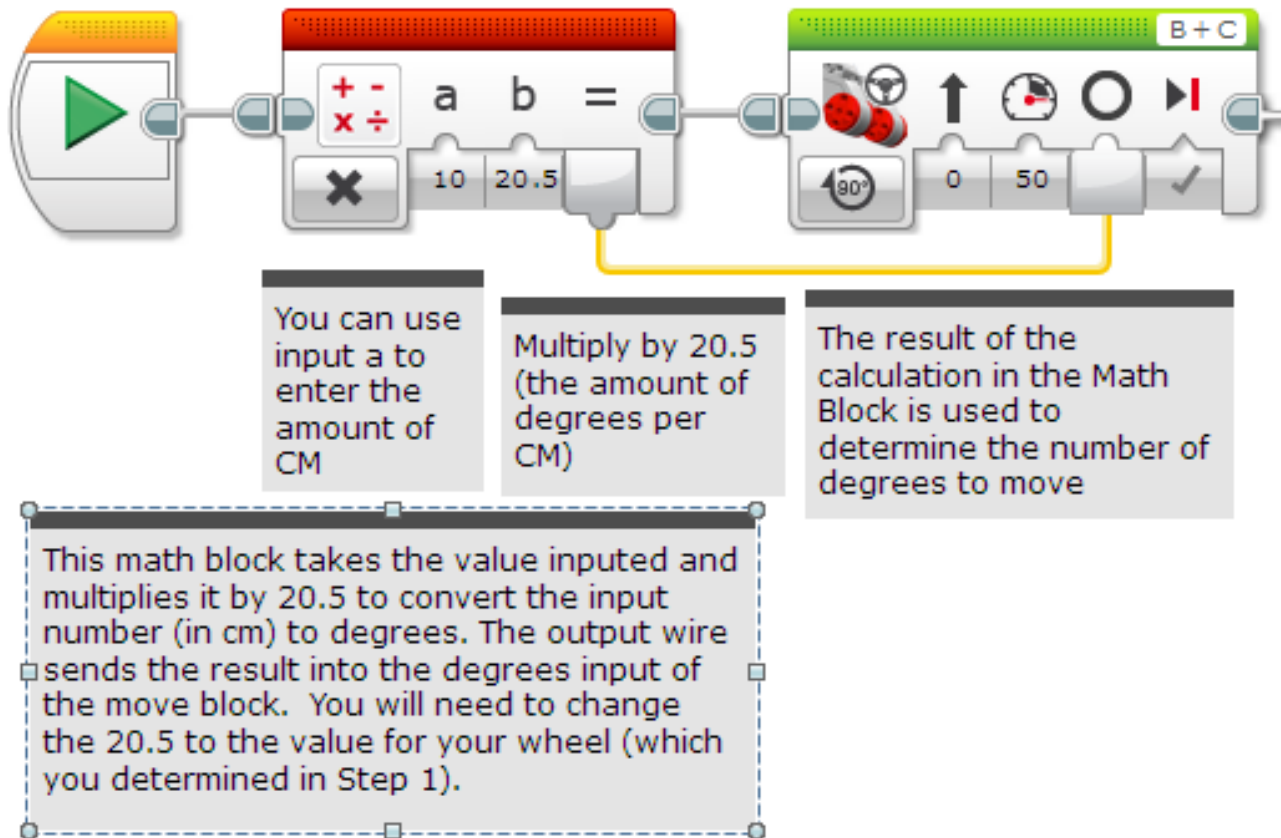 B + C
a b =
10 20.5
90°
0 50
You can use
input a to
enter the
amount of
CM
Multiply by 20.5
(the amount of
degrees per
CM)
The result of the
calculation in the Math
Block is used to
determine the number of
degrees to move
This math block takes the value inputed and
multiplies it by 20.5 to convert the input
number (in cm) to degrees. The output wire
sends the result into the degrees input of
the move block.  You will need to change
the 20.5 to the value for your wheel (which
you determined in Step 1).